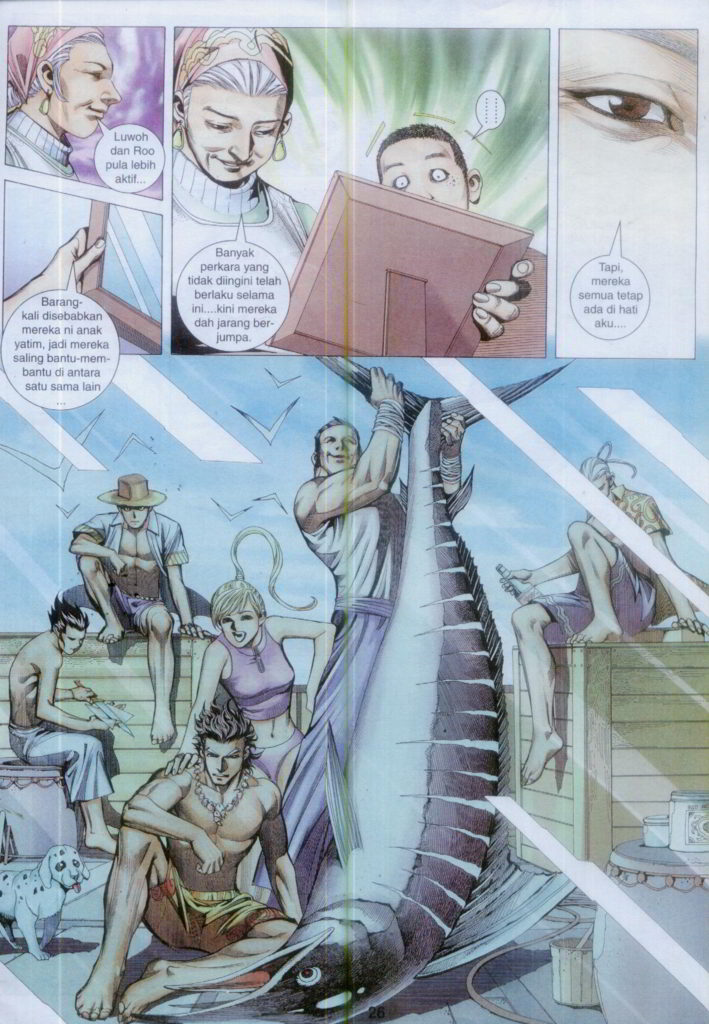 Luwoh
dan Roo
pula lebih
aktif...
Barang-
kali disebabkan
mereka ni anak
yatim, jadi mereka
saling bantu-mem-
bantu di antara
satu sama lain
...
......
Banyak
perkara yang
tidak diingini telah
berlaku selama
ini....kini mereka
dah jarang ber-
jumpa.
Tapi,
mereka
semua tetap
ada di hati
aku....
26